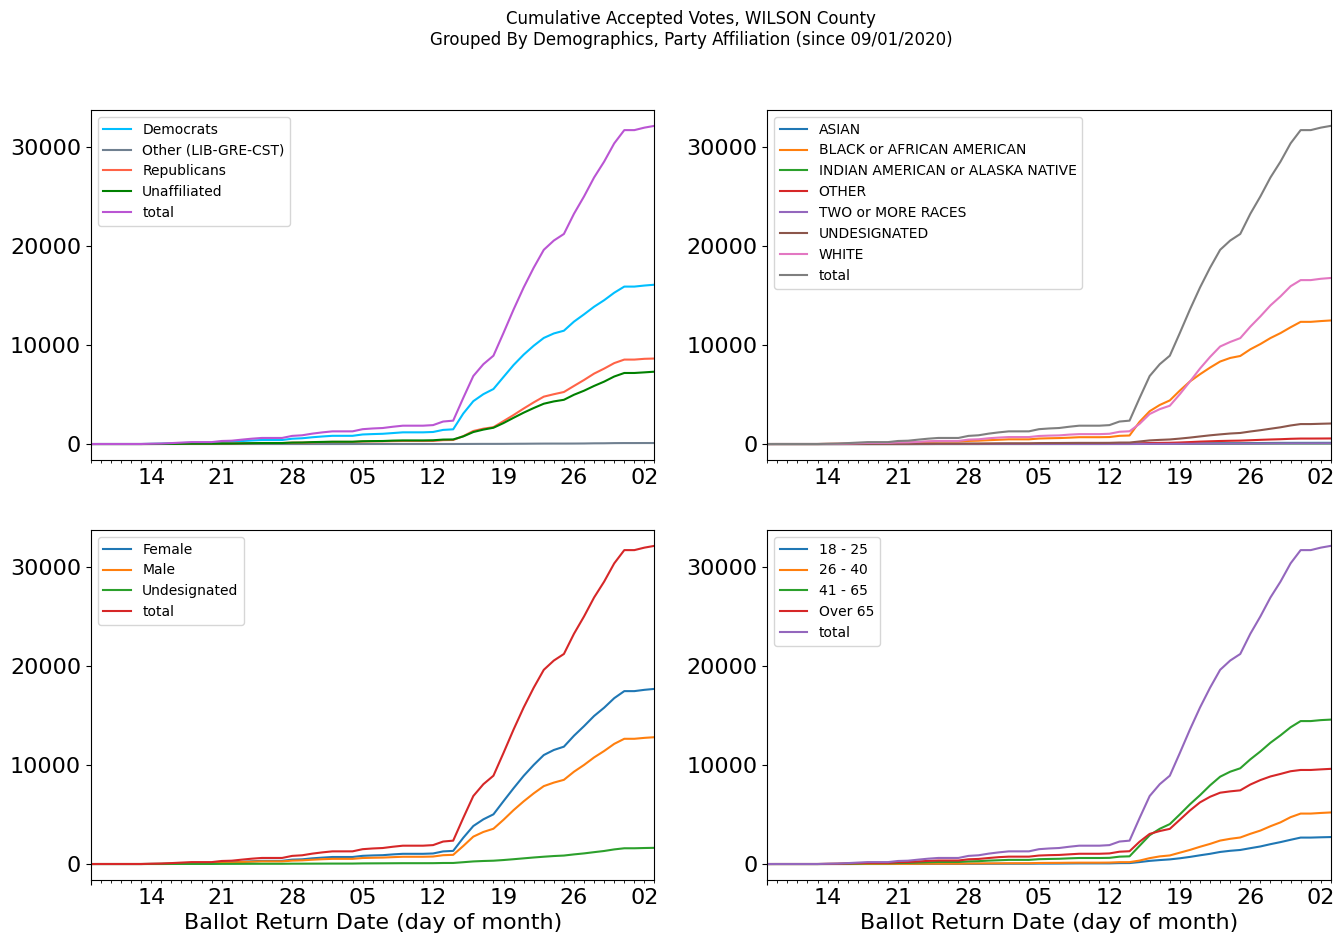 Cumulative Accepted Votes, WILSON County
Grouped By Demographics, Party Affiliation (since 09/01/2020)
Democrats
Other (LIB-GRE-CST)
Republicans
Unaffiliated
total
30000
20000
10000
0
14 21 28 05 12 19 26 02
ASIAN
BLACK or AFRICAN AMERICAN
INDIAN AMERICAN or ALASKA NATIVE
OTHER
TWO or MORE RACES
UNDESIGNATED
WHITE
total
30000
20000
10000
0
14 21 28 05 12 19 26 02
Female
Male
Undesignated
total
30000
20000
10000
0
14 21 28 05 12 19 26 02
Ballot Return Date (day of month)
18 - 25
26 - 40
41 - 65
Over 65
total
30000
20000
10000
0
14 21 28 05 12 19 26 02
Ballot Return Date (day of month)